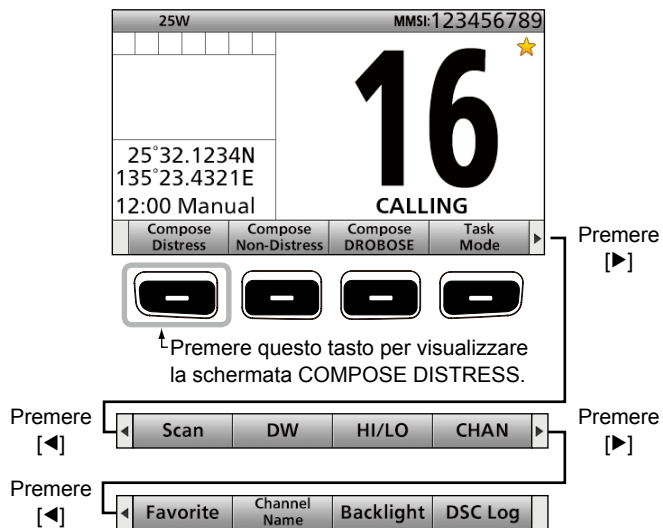 25W MMSI:123456789
16
25°32.1234N
135°23.4321E
12:00 Manual CALLING
Compose Distress Compose Non-Distress Compose DROBOSE Task Mode ▶
Premere [▶]
Premere questo tasto per visualizzare
la schermata COMPOSE DISTRESS.
Premere [◀]
◀ Scan DW HI/LO CHAN ▶
Premere [▶]
Premere [◀]
◀ Favorite Channel Name Backlight DSC Log